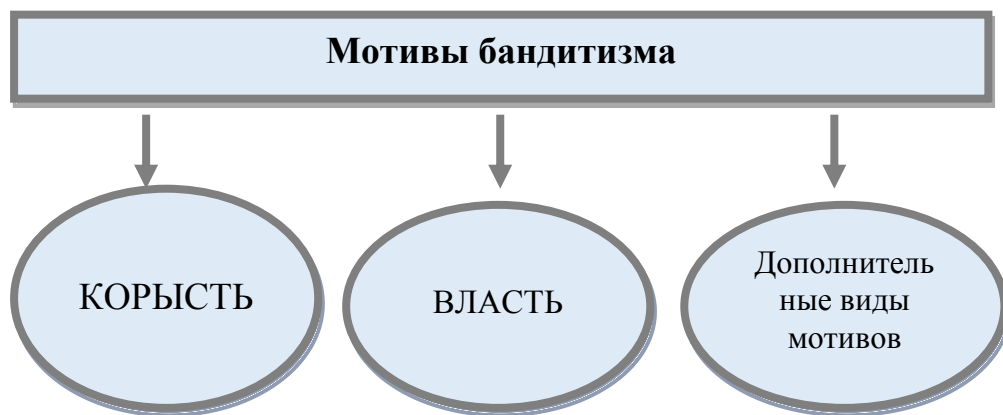 Мотивы бандитизма
КОРЫСТЬ
ВЛАСТЬ
Дополнитель
ные виды
мотивов